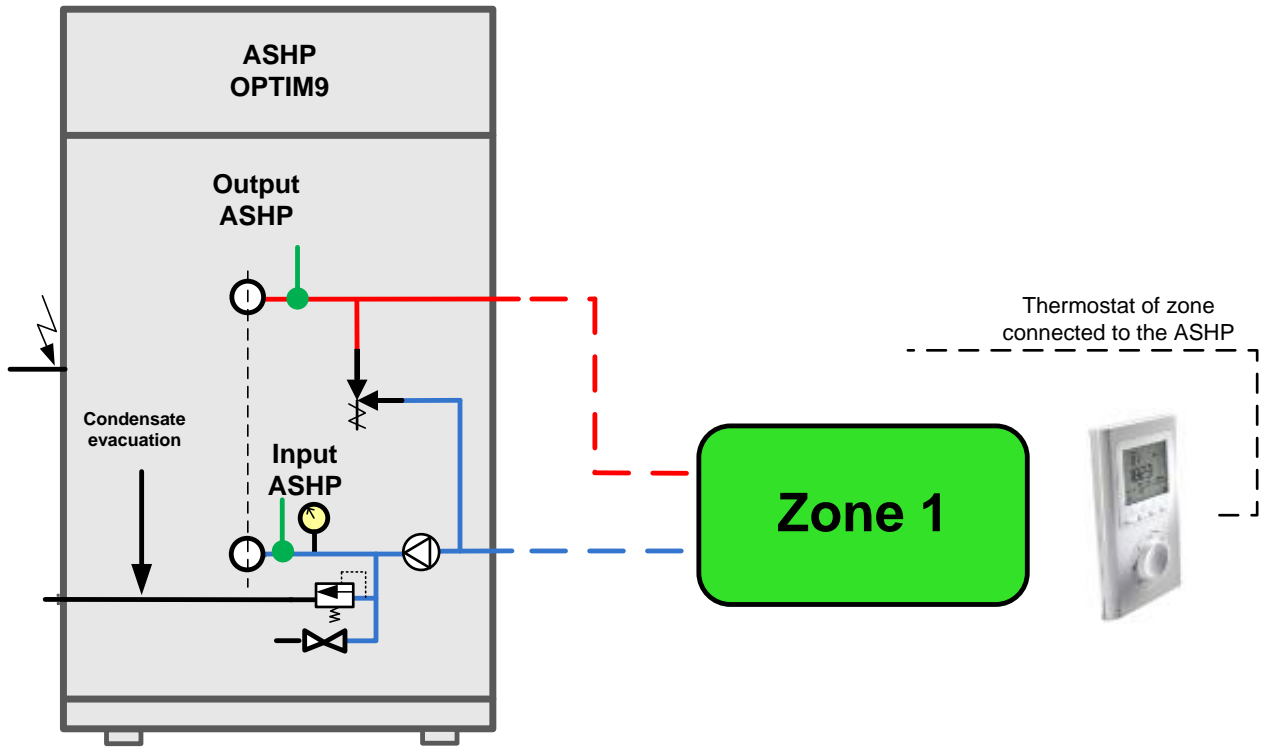 ASHP
OPTIM9
Output
ASHP
Thermostat of zone
connected to the ASHP
Condensate
evacuation
Input
ASHP
Zone 1